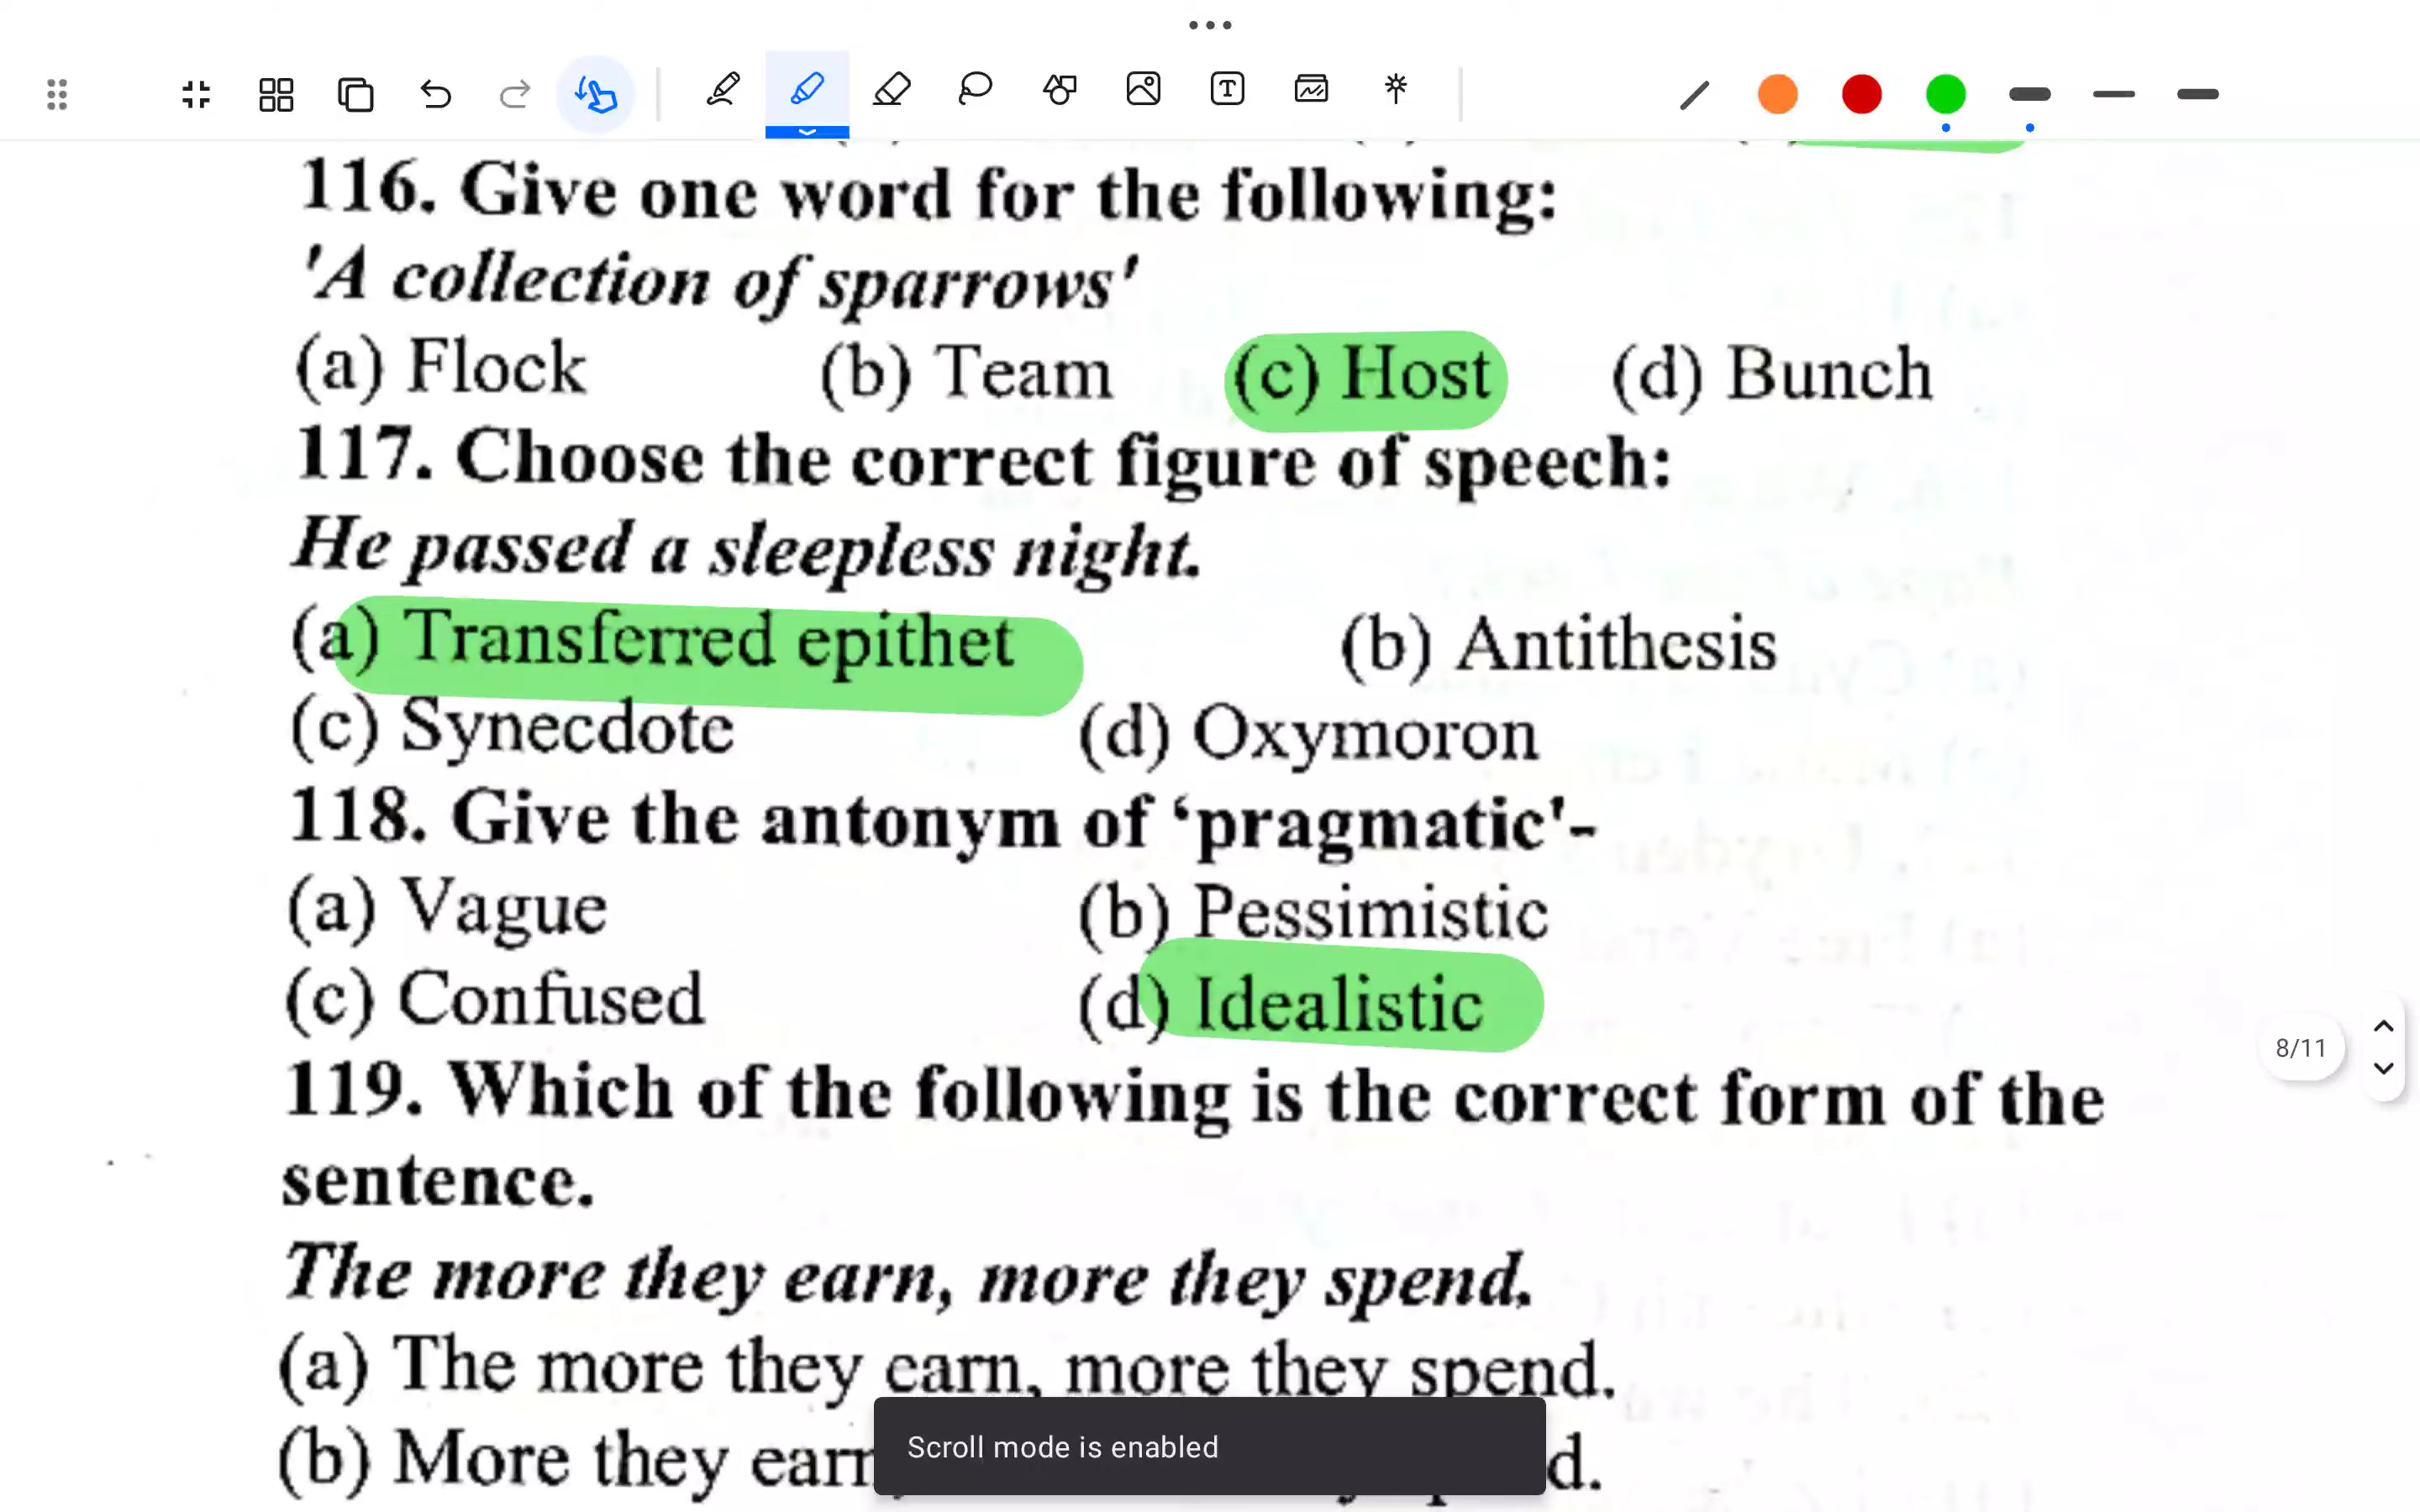 116. Give one word for the following:
'A collection of sparrows'
(a) Flock (b) Team (c) Host (d) Bunch
117. Choose the correct figure of speech:
He passed a sleepless night.
(a) Transferred epithet (b) Antithesis
(c) Synecdote (d) Oxymoron
118. Give the antonym of ‘pragmatic'-
(a) Vague (b) Pessimistic
(c) Confused (d) Idealistic
119. Which of the following is the correct form of the
sentence.
The more they earn, more they spend.
(a) The more they earn, more they spend.
(b) More they earn
8/11
Scroll mode is enabled